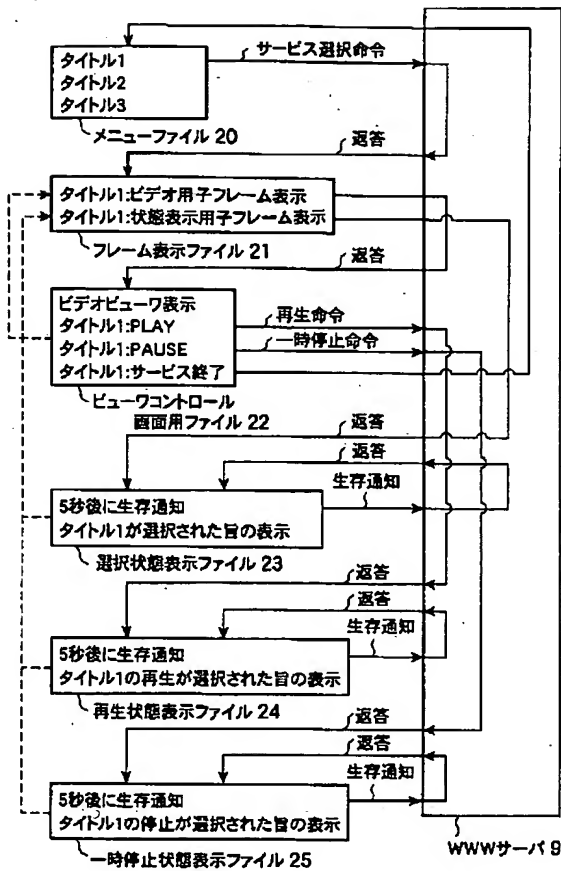 タイトル1
タイトル2
タイトル3
サービス選択命令
メニューファイル 20
返答
タイトル1:ビデオ用子フレーム表示
タイトル1:状態表示用子フレーム表示
フレーム表示ファイル 21
返答
ビデオビューワ表示
タイトル1:PLAY
タイトル1:PAUSE
タイトル1:サービス終了
再生命令
一時停止命令
ビューワコントロール
画面用ファイル 22
返答
返答
生存通知
5秒後に生存通知
タイトル1が選択された旨の表示
選択状態表示ファイル 23
返答
返答
生存通知
5秒後に生存通知
タイトル1の再生が選択された旨の表示
再生状態表示ファイル 24
返答
返答
生存通知
5秒後に生存通知
タイトル1の停止が選択された旨の表示
一時停止状態表示ファイル 25
WWWサーバ 9